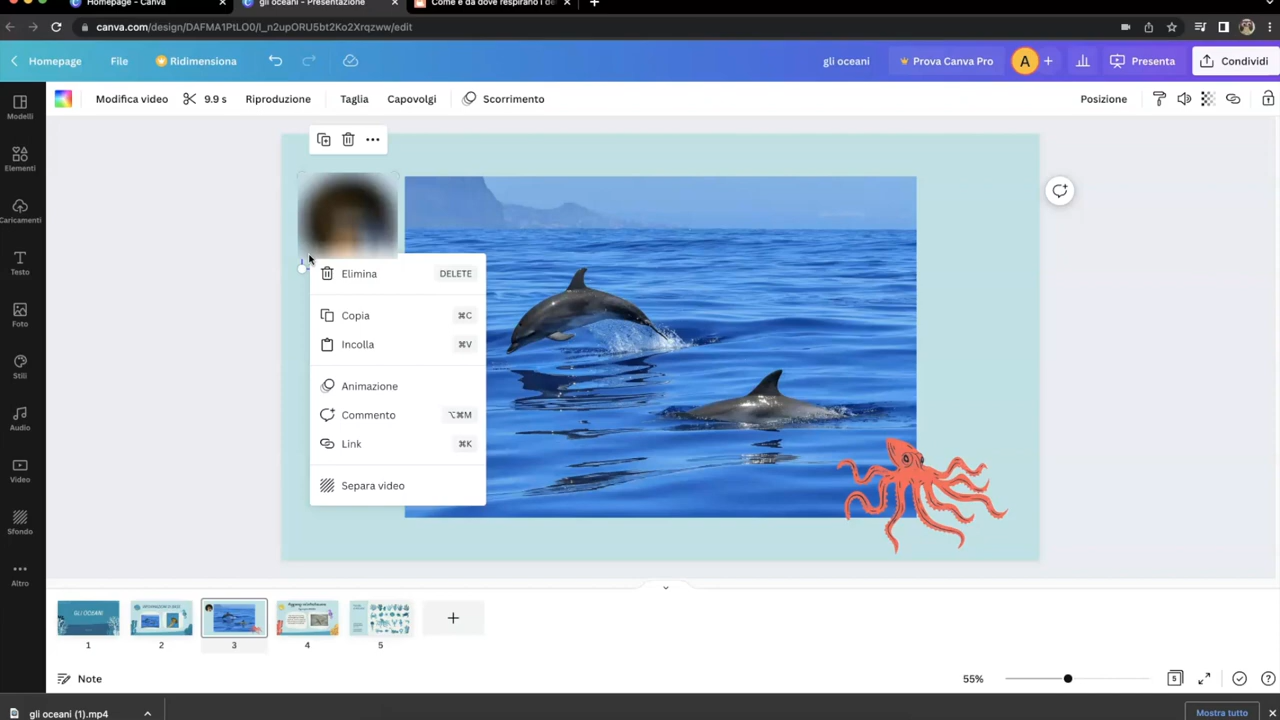 Homepage - Canva
gli oceani - Presentazione
Come e da dove respirano i de
canva.com/design/DAFMA1PtLO0/l_n2upORU5bt2Ko2Xrqzww/edit
Homepage
File
Ridimensiona
gli oceani
Prova Canva Pro
A
Presenta
Condividi
Modifica video
9.9 s
Riproduzione
Taglia
Capovolgi
Scorrimento
Posizione
Modelli
Elementi
Caricamenti
Testo
Foto
Stili
Audio
Video
Sfondo
Altro
Elimina DELETE
Copia ⌘C
Incolla ⌘V
Animazione
Commento ⌥⌘M
Link ⌘K
Separa video
GLI OCEANI
1
2
3
4
5
Note
55%
5
gli oceani (1).mp4
Mostra tutto